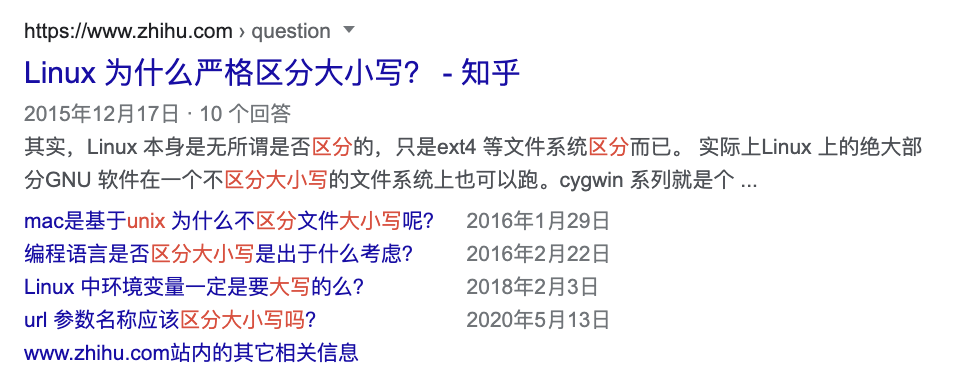 https://www.zhihu.com › question
Linux 为什么严格区分大小写？ - 知乎
2015年12月17日 · 10 个回答
其实，Linux 本身是无所谓是否区分的，只是ext4 等文件系统区分而已。 实际上Linux 上的绝大部
分GNU 软件在一个不区分大小写的文件系统上也可以跑。cygwin 系列就是个 ...
mac是基于unix 为什么不区分文件大小写呢? 2016年1月29日
编程语言是否区分大小写是出于什么考虑? 2016年2月22日
Linux 中环境变量一定是要大写的么? 2018年2月3日
url 参数名称应该区分大小写吗? 2020年5月13日
www.zhihu.com站内的其它相关信息